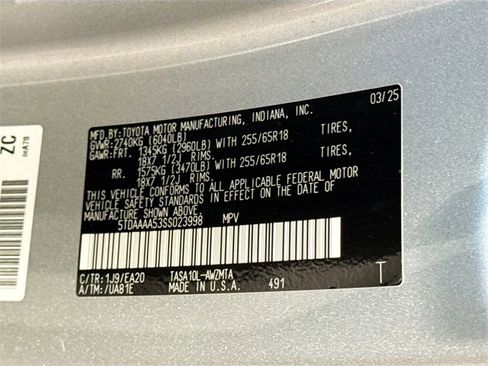 MFD. BY:TOYOTA MOTOR MANUFACTURING, INDIANA, INC. 03/25
GVWR:2740KG (6040LB)
GAWR:FRT. 1345KG (2960LB) WITH 255/65R18 TIRES,
18X7 1/2J RIMS.
RR. 1575KG (3470LB) WITH 255/65R18 TIRES,
18X7 1/2J RIMS.
THIS VEHICLE CONFORMS TO ALL APPLICABLE FEDERAL MOTOR
VEHICLE SAFETY STANDARDS IN EFFECT ON THE DATE OF
MANUFACTURE SHOWN ABOVE.
5TDAAAA53SS023998 MPV
C/TR:1J9/EA20 TASA10L-AWZMTA
A/TM:/UA81E MADE IN U.S.A. 491 T
ZC